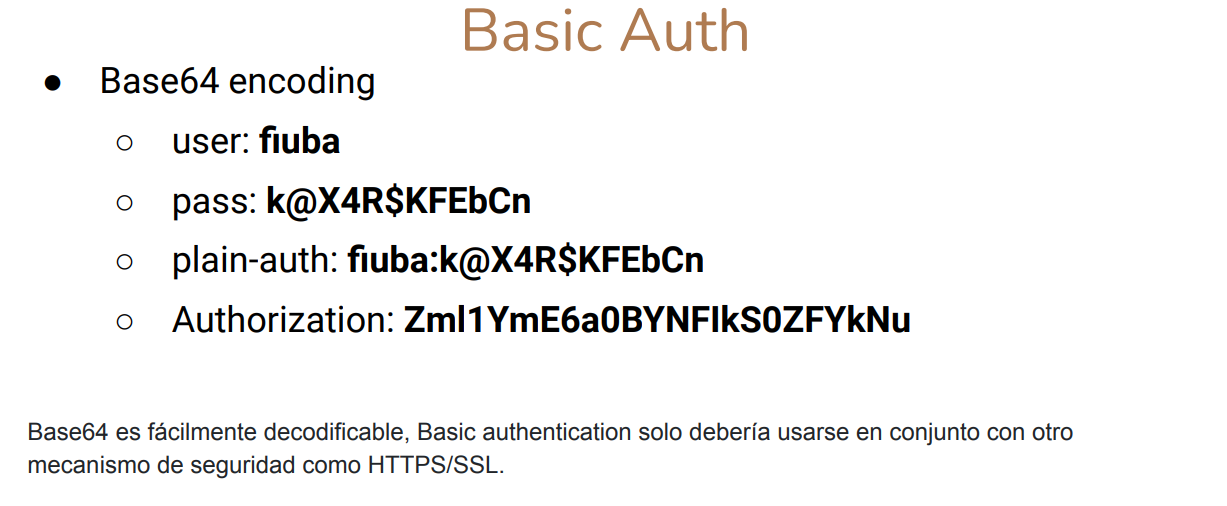 Basic Auth
● Base64 encoding
○ user: fiuba
○ pass: k@X4R$KFEbCn
○ plain-auth: fiuba:k@X4R$KFEbCn
○ Authorization: Zml1YmE6a0BYNFIkS0ZFYkNu
Base64 es fácilmente decodificable, Basic authentication solo debería usarse en conjunto con otro
mecanismo de seguridad como HTTPS/SSL.